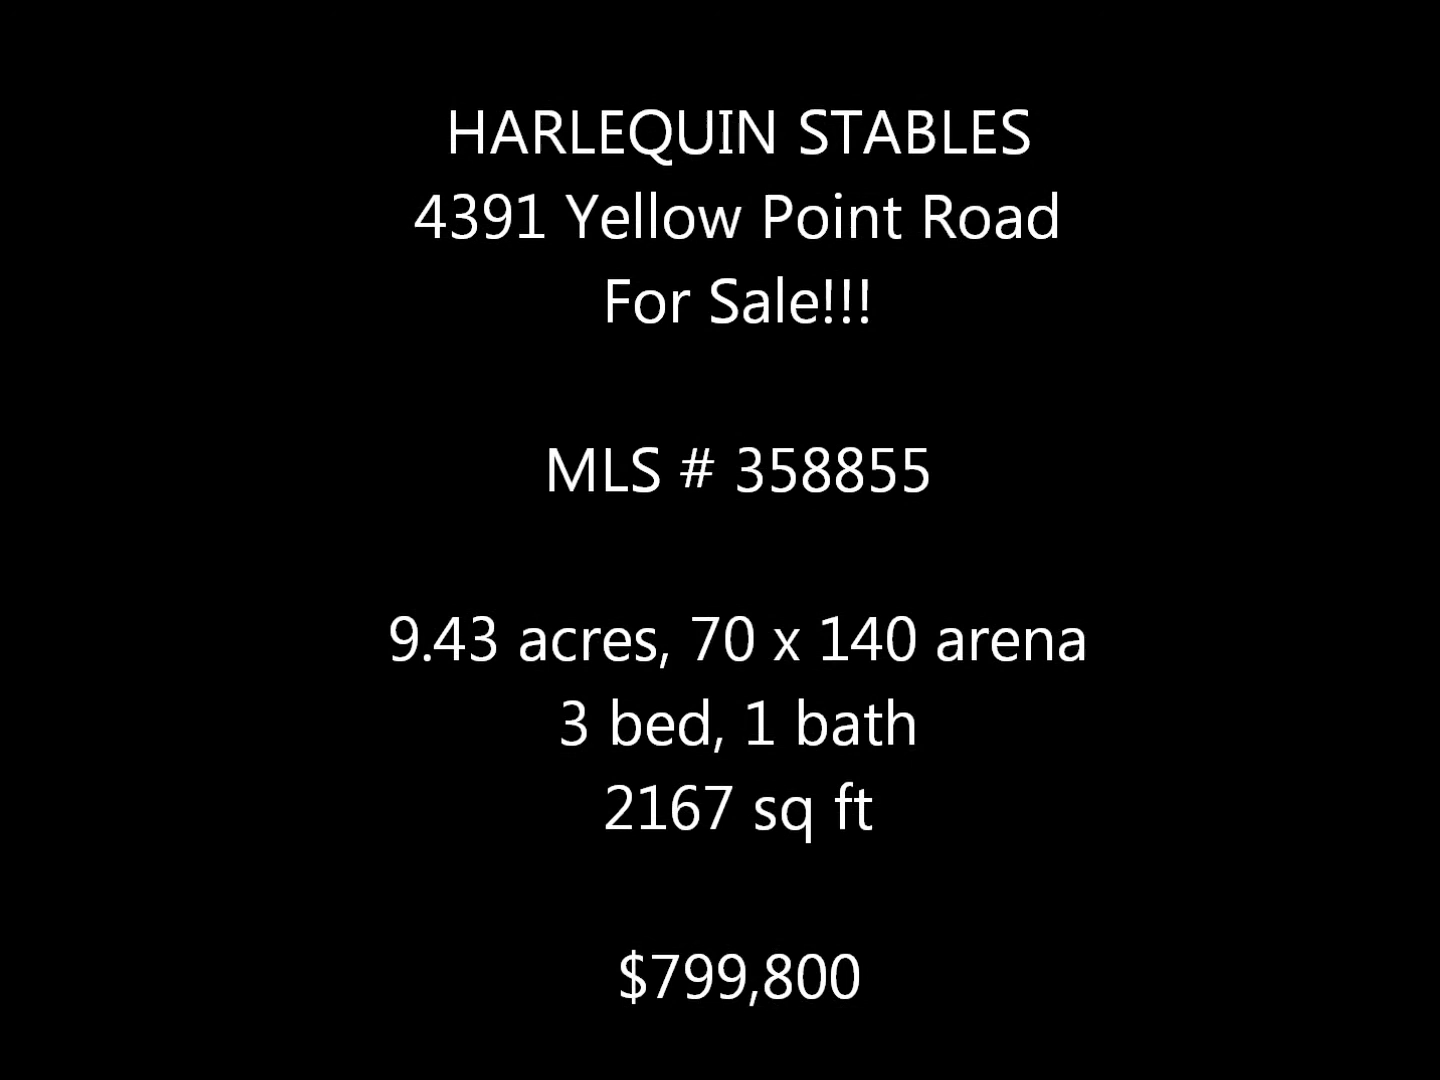 HARLEQUIN STABLES
4391 Yellow Point Road
For Sale!!!
MLS # 358855
9.43 acres, 70 x 140 arena
3 bed, 1 bath
2167 sq ft
$799,800